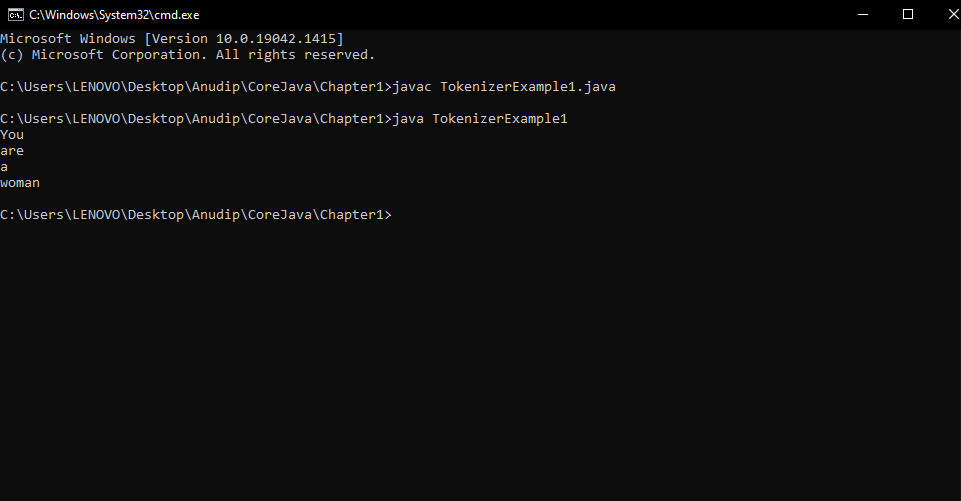 C:\Windows\System32\cmd.exe
Microsoft Windows [Version 10.0.19042.1415]
(c) Microsoft Corporation. All rights reserved.
C:\Users\LENOVO\Desktop\Anudip\CoreJava\Chapter1>javac TokenizerExample1.java
C:\Users\LENOVO\Desktop\Anudip\CoreJava\Chapter1>java TokenizerExample1
You
are
a
woman
C:\Users\LENOVO\Desktop\Anudip\CoreJava\Chapter1>